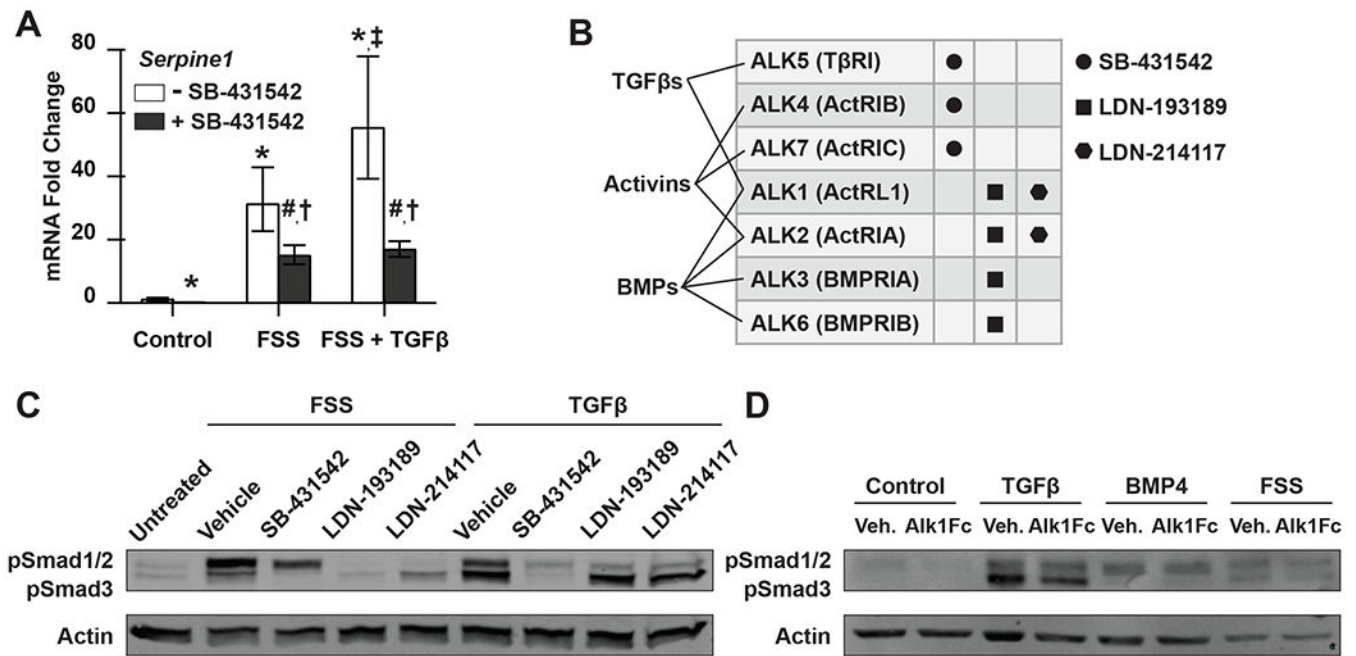 A
Serpine1
- SB-431542
+ SB-431542
mRNA Fold Change
80
60
40
20
0
*
*
#,†
*,‡
#,†
Control
FSS
FSS + TGFβ
B
TGFβs
Activins
BMPs
ALK5 (TβRI)
ALK4 (ActRIB)
ALK7 (ActRIC)
ALK1 (ActRL1)
ALK2 (ActRIA)
ALK3 (BMPRIA)
ALK6 (BMPRIB)
SB-431542
LDN-193189
LDN-214117
C
FSS
TGFβ
Untreated
Vehicle
SB-431542
LDN-193189
LDN-214117
Vehicle
SB-431542
LDN-193189
LDN-214117
pSmad1/2
pSmad3
Actin
D
Control
TGFβ
BMP4
FSS
Veh. Alk1Fc
Veh. Alk1Fc
Veh. Alk1Fc
Veh. Alk1Fc
pSmad1/2
pSmad3
Actin